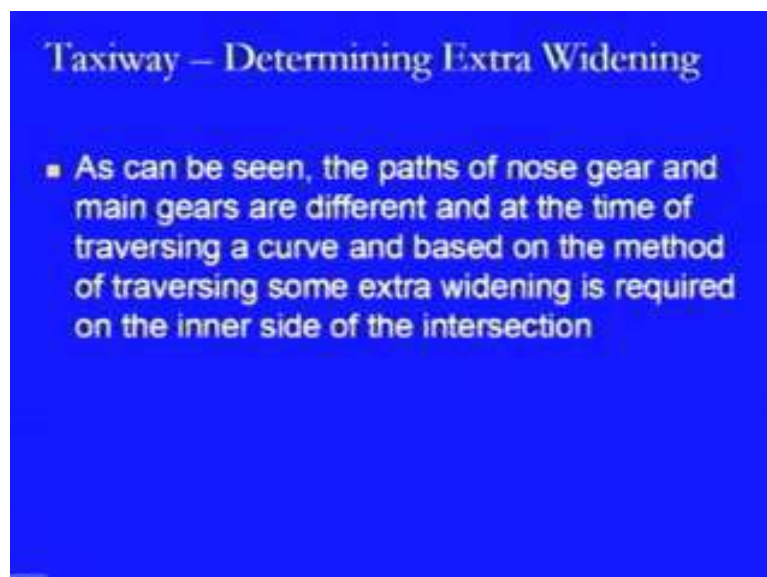 Taxiway – Determining Extra Widening
As can be seen, the paths of nose gear and
main gears are different and at the time of
traversing a curve and based on the method
of traversing some extra widening is required
on the inner side of the intersection